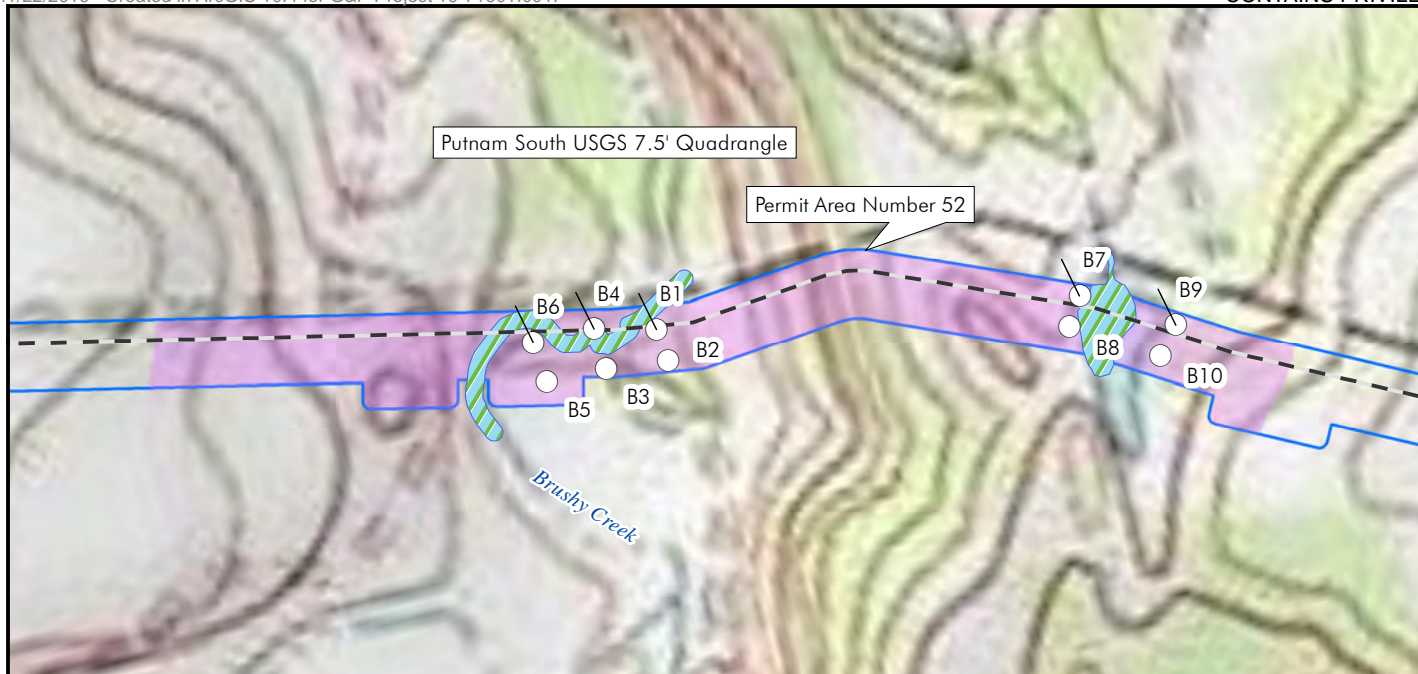 Putnam South USGS 7.5' Quadrangle
Permit Area Number 52
B7
B9
B6
B4
B1
B8
B2
B10
B3
B5
Brushy Creek